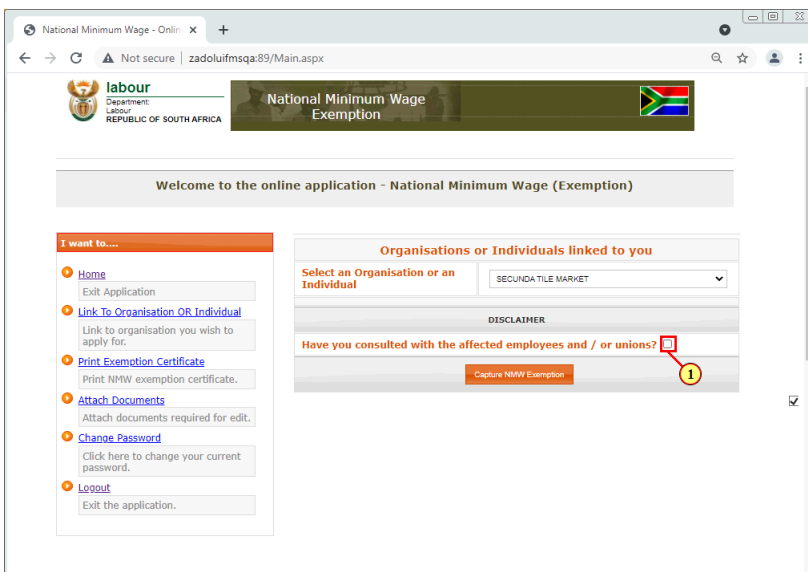 National Minimum Wage - Onlin
Not secure | zadoluifmsqa:89/Main.aspx
labour
Department:
Labour
REPUBLIC OF SOUTH AFRICA
National Minimum Wage
Exemption
Welcome to the online application - National Minimum Wage (Exemption)
I want to....
Home
Exit Application
Link To Organisation OR Individual
Link to organisation you wish to
apply for.
Print Exemption Certificate
Print NMW exemption certificate.
Attach Documents
Attach documents required for edit.
Change Password
Click here to change your current
password.
Logout
Exit the application.
Organisations or Individuals linked to you
Select an Organisation or an
Individual
SECUNDA TILE MARKET
DISCLAIMER
Have you consulted with the affected employees and / or unions?
1
Capture NMW Exemption